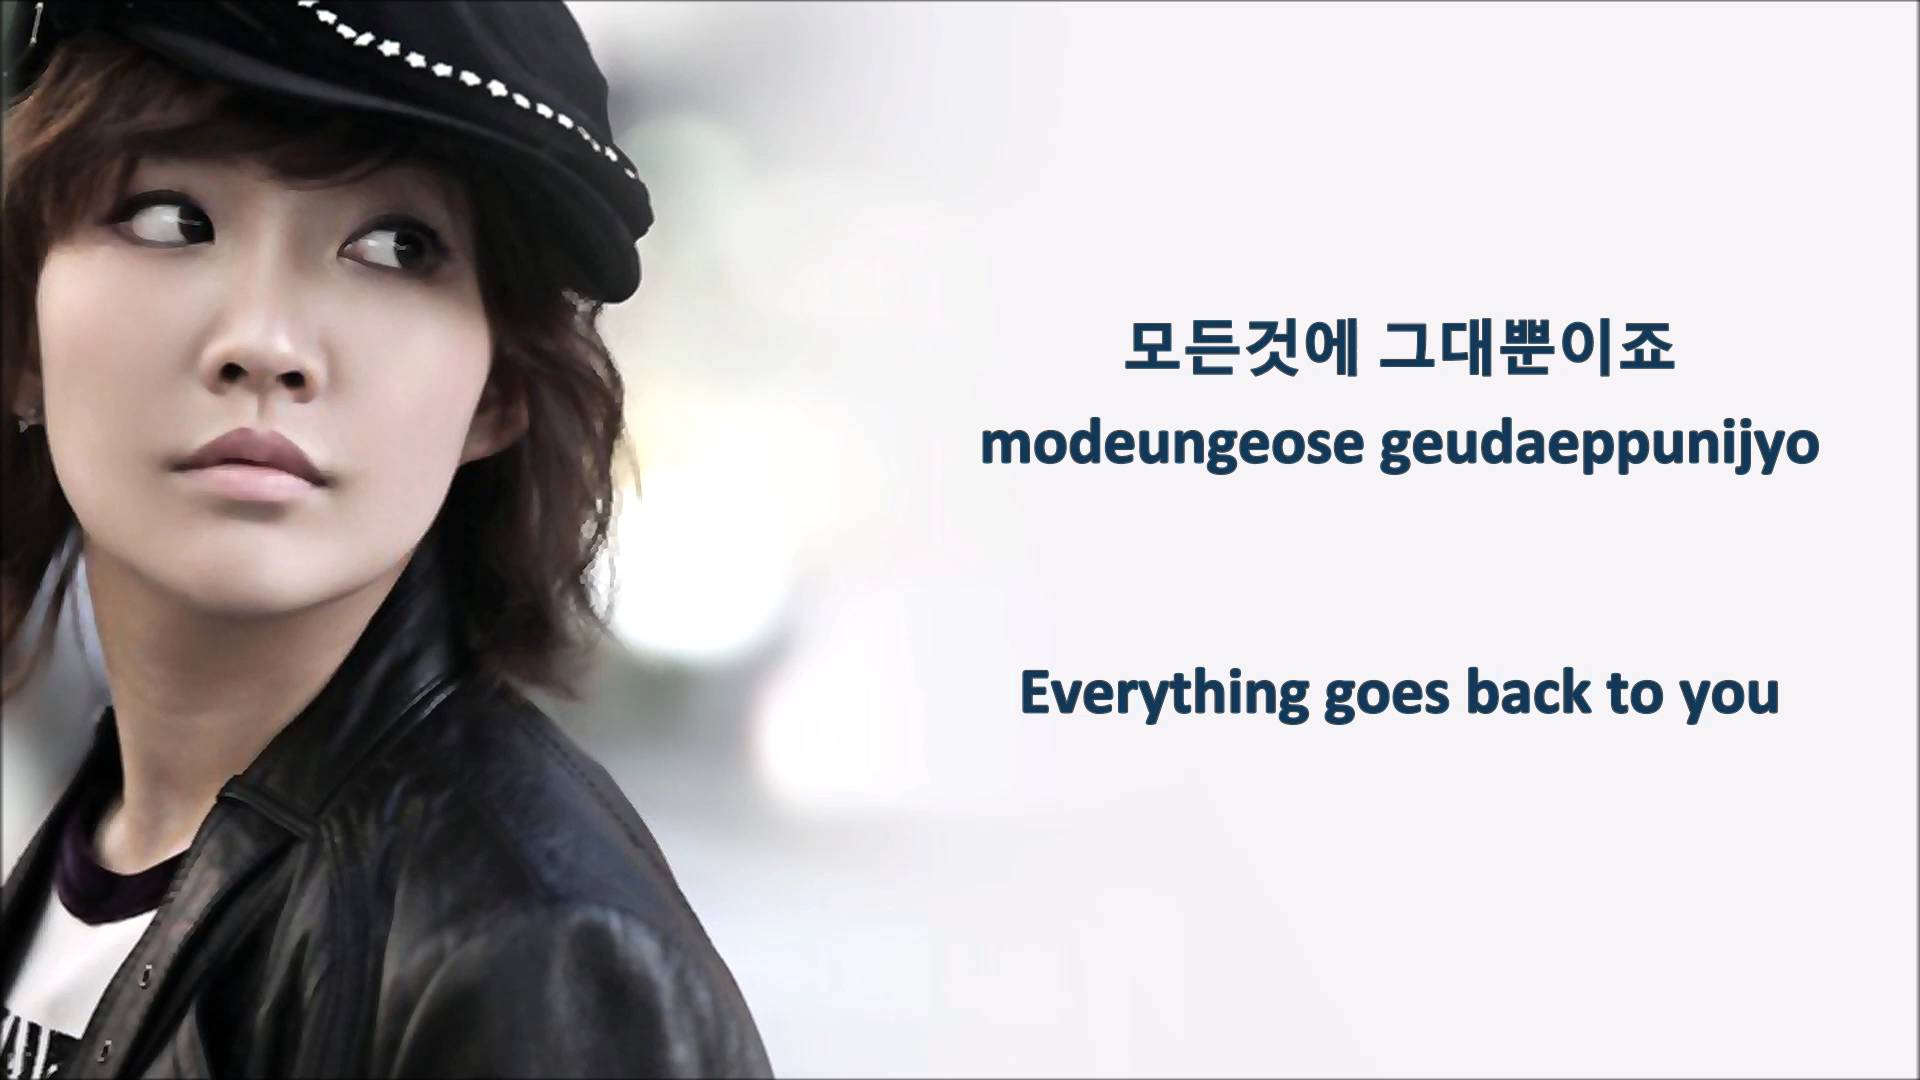 모든것에 그대뿐이죠
modeungeose geudaeppunijyo
Everything goes back to you